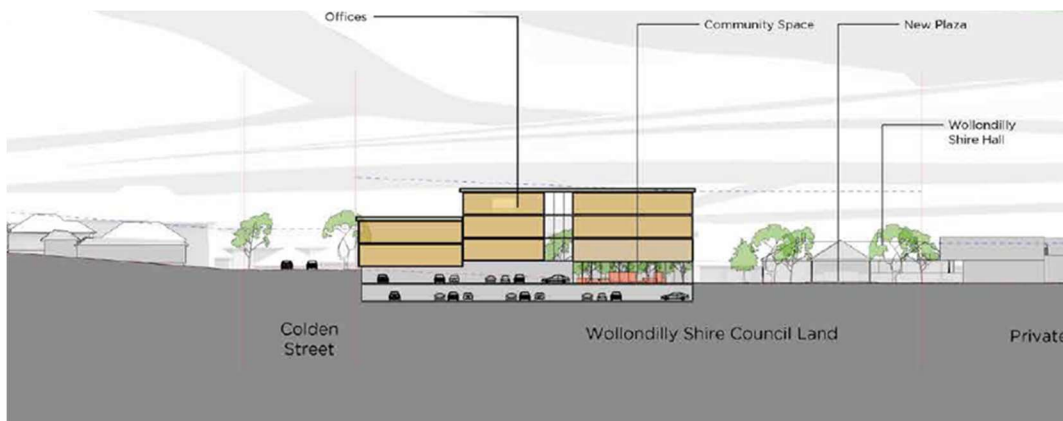 Offices
Community Space
New Plaza
Wollondilly
Shire Hall
Colden
Street
Wollondilly Shire Council Land
Private